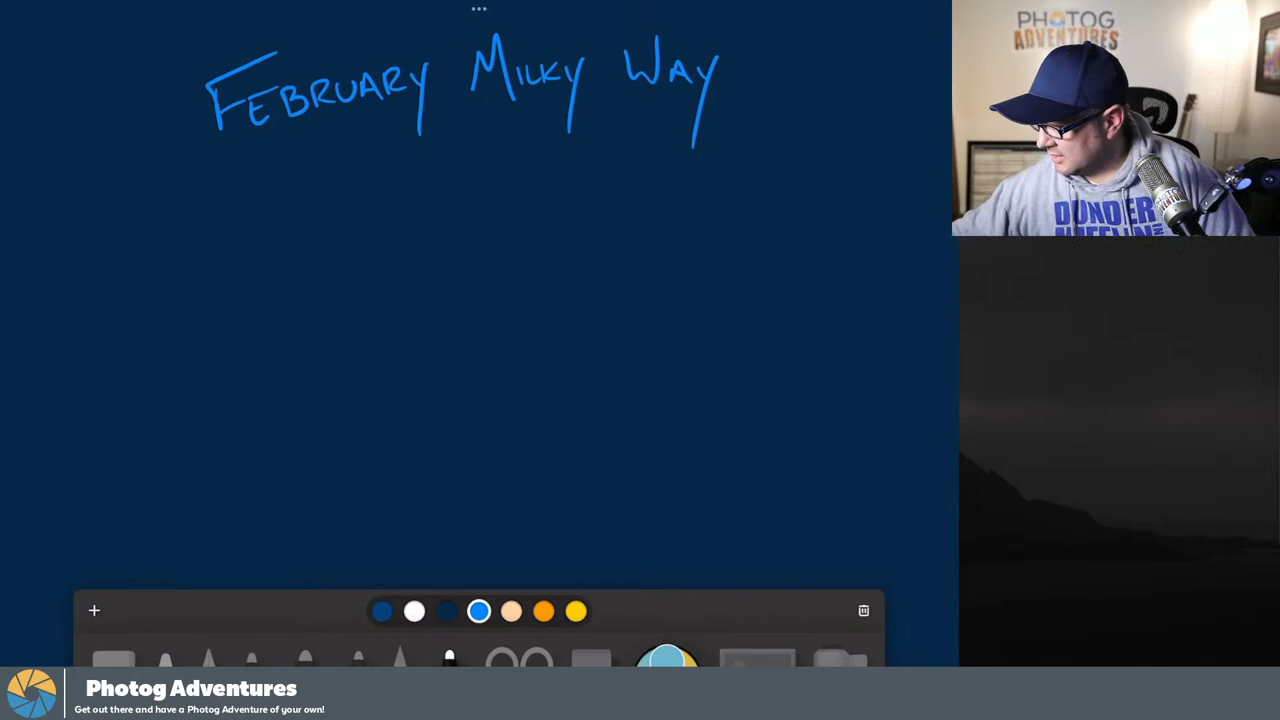 FEBRUARY MILKY WAY
PHOTOG
ADVENTURES
DUNDER
MIFFLIN
Photog Adventures
Get out there and have a Photog Adventure of your own!